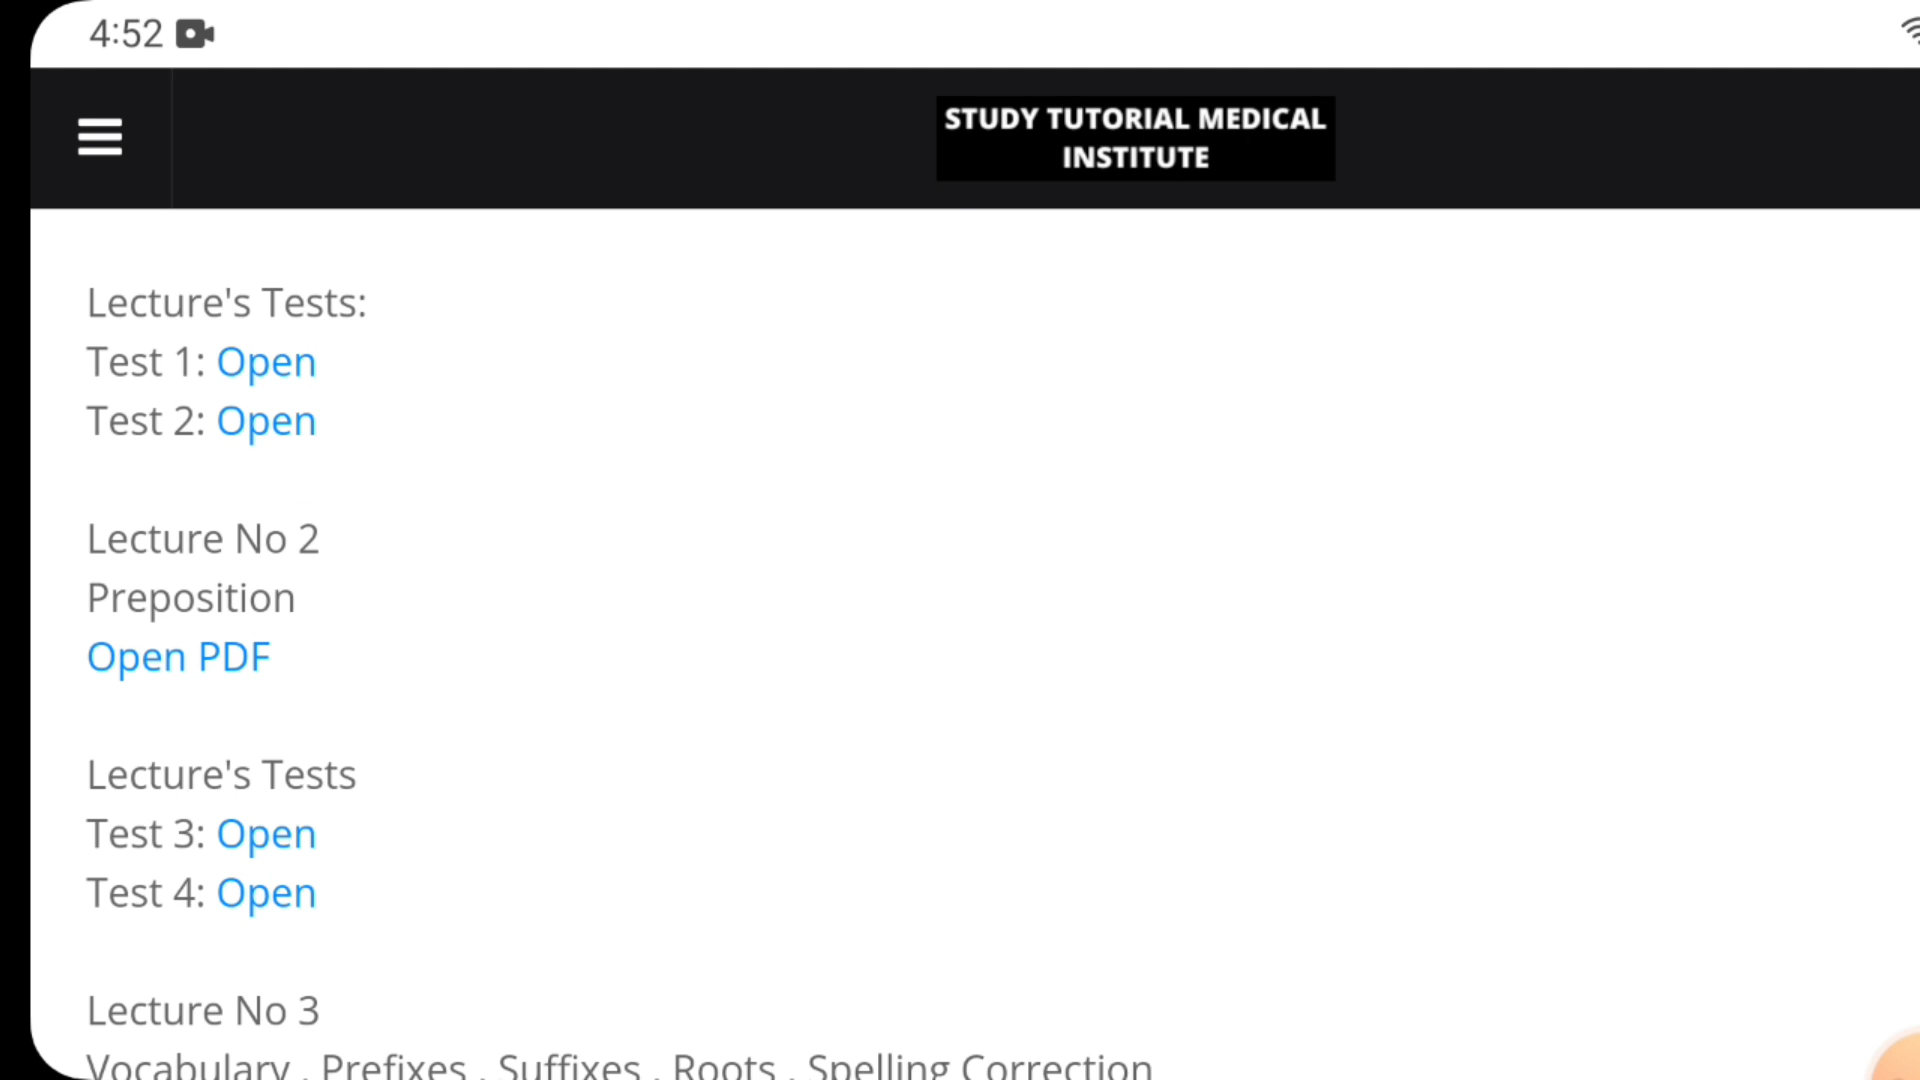 4:52
STUDY TUTORIAL MEDICAL
INSTITUTE
Lecture's Tests:
Test 1: Open
Test 2: Open
Lecture No 2
Preposition
Open PDF
Lecture's Tests
Test 3: Open
Test 4: Open
Lecture No 3
Vocabulary , Prefixes , Suffixes , Roots , Spelling Correction